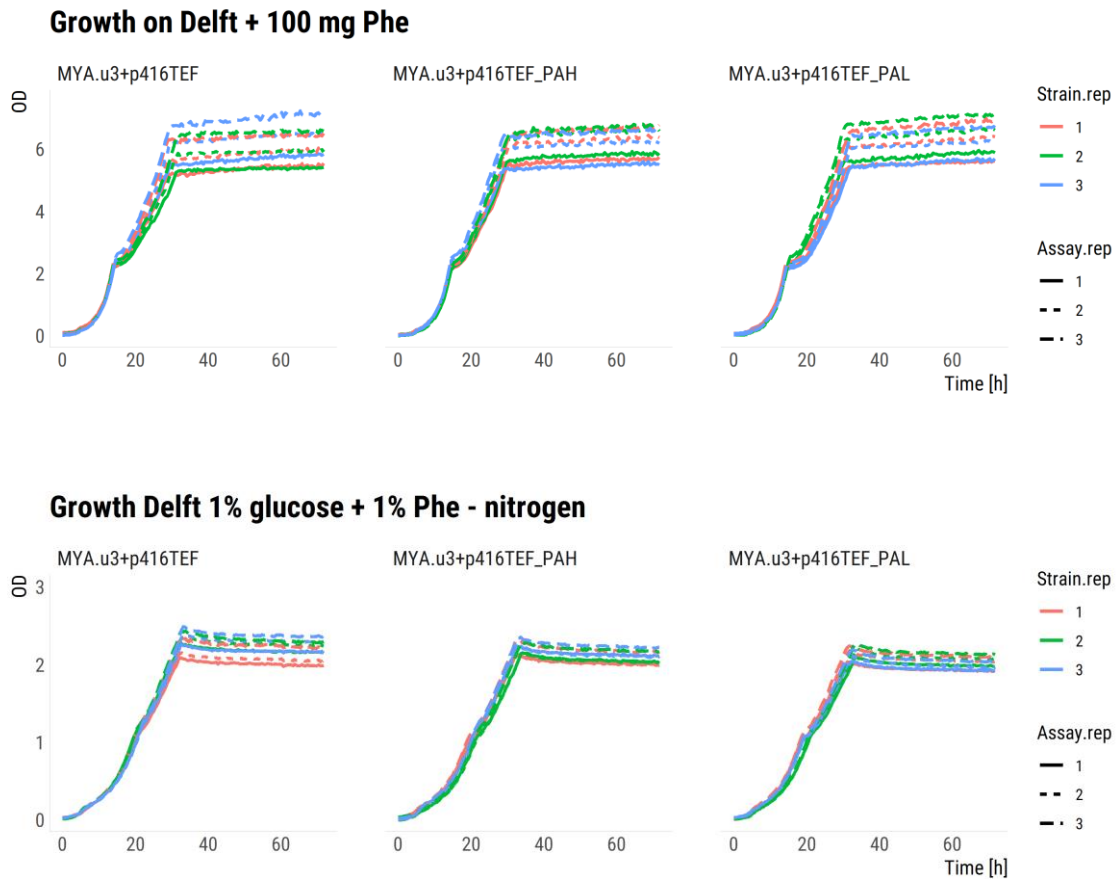 Growth on Delft + 100 mg Phe
MYA.u3+p416TEF
MYA.u3+p416TEF_PAH
MYA.u3+p416TEF_PAL
OD
6
4
2
0
0 20 40 60
0 20 40 60
0 20 40 60
Time [h]
Strain.rep
1
2
3
Assay.rep
1
2
3
Growth Delft 1% glucose + 1% Phe - nitrogen
MYA.u3+p416TEF
MYA.u3+p416TEF_PAH
MYA.u3+p416TEF_PAL
OD
3
2
1
0
0 20 40 60
0 20 40 60
0 20 40 60
Time [h]
Strain.rep
1
2
3
Assay.rep
1
2
3